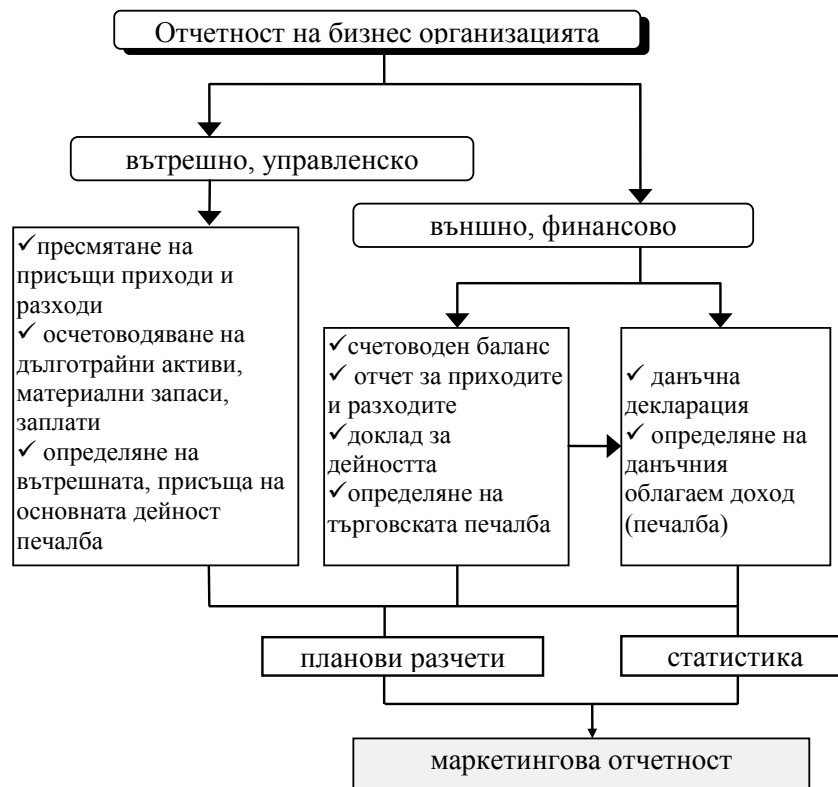 Отчетност на бизнес организацията
вътрешно, управленско
външно, финансово
✓пресмятане на
присъщи приходи и
разходи
✓ осчетоводяване на
дълготрайни активи,
материални запаси,
заплати
✓ определяне на
вътрешната, присъща на
основната дейност
печалба
✓счетоводен баланс
✓ отчет за приходите
и разходите
✓доклад за
дейността
✓определяне на
търговската печалба
✓ данъчна
декларация
✓ определяне на
данъчния
облагаем доход
(печалба)
планови разчети
статистика
маркетингова отчетност